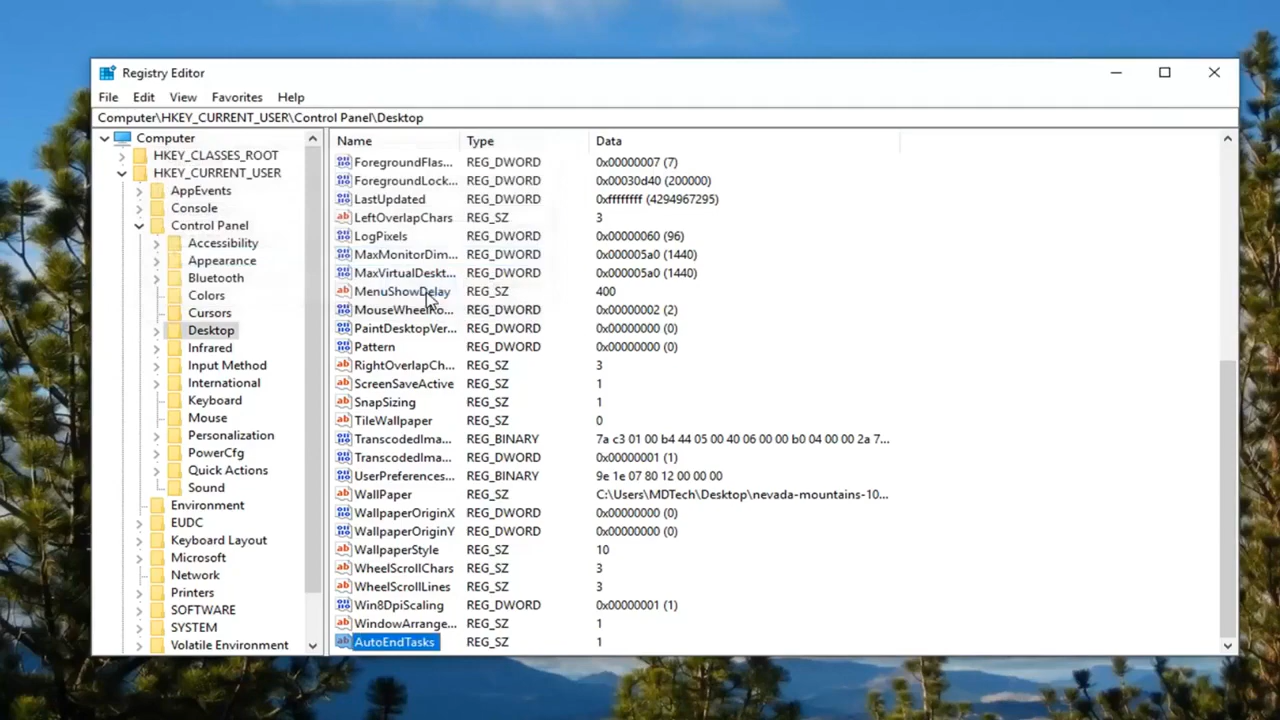 Registry Editor
File Edit View Favorites Help
Computer\HKEY_CURRENT_USER\Control Panel\Desktop
Computer
HKEY_CLASSES_ROOT
HKEY_CURRENT_USER
AppEvents
Console
Control Panel
Accessibility
Appearance
Bluetooth
Colors
Cursors
Desktop
Infrared
Input Method
International
Keyboard
Mouse
Personalization
PowerCfg
Quick Actions
Sound
Environment
EUDC
Keyboard Layout
Microsoft
Network
Printers
SOFTWARE
SYSTEM
Volatile Environment
Name Type Data
ForegroundFlas... REG_DWORD 0x00000007 (7)
ForegroundLock... REG_DWORD 0x00030d40 (200000)
LastUpdated REG_DWORD 0xffffffff (4294967295)
LeftOverlapChars REG_SZ 3
LogPixels REG_DWORD 0x00000060 (96)
MaxMonitorDim... REG_DWORD 0x000005a0 (1440)
MaxVirtualDeskt... REG_DWORD 0x000005a0 (1440)
MenuShowDelay REG_SZ 400
MouseWheelRo... REG_DWORD 0x00000002 (2)
PaintDesktopVer... REG_DWORD 0x00000000 (0)
Pattern REG_DWORD 0x00000000 (0)
RightOverlapCh... REG_SZ 3
ScreenSaveActive REG_SZ 1
SnapSizing REG_SZ 1
TileWallpaper REG_SZ 0
TranscodedIma... REG_BINARY 7a c3 01 00 b4 44 05 00 40 06 00 00 b0 04 00 00 2a 7...
TranscodedIma... REG_DWORD 0x00000001 (1)
UserPreferences... REG_BINARY 9e 1e 07 80 12 00 00 00
WallPaper REG_SZ C:\Users\MDTech\Desktop\nevada-mountains-10...
WallpaperOriginX REG_DWORD 0x00000000 (0)
WallpaperOriginY REG_DWORD 0x00000000 (0)
WallpaperStyle REG_SZ 10
WheelScrollChars REG_SZ 3
WheelScrollLines REG_SZ 3
Win8DpiScaling REG_DWORD 0x00000001 (1)
WindowArrange... REG_SZ 1
AutoEndTasks REG_SZ 1